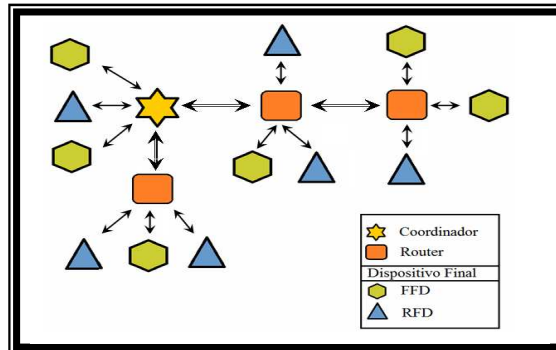 Coordinador
Router
Dispositivo Final
FFD
RFD